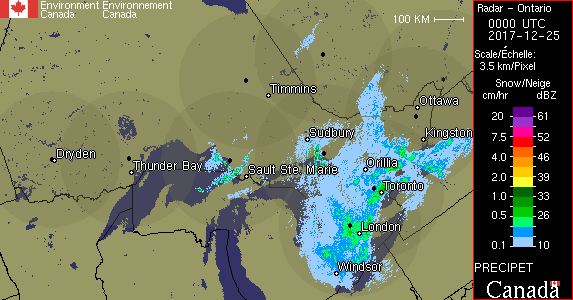 Environment Environnement
Canada Canada
100 KM
Timmins
Ottawa
Sudbury
Kingston
Dryden
Thunder Bay
Sault Ste. Marie
Orillia
Toronto
London
Windsor
Radar - Ontario
0000 UTC
2017-12-25
Scale/Échelle:
3.5 km/Pixel
Snow/Neige
cm/hr dBZ
20 61
7.5 57
5.0 52
4.0 46
2.0 39
1.0 33
0.5 26
0.1 10
PRECIPET
Canada